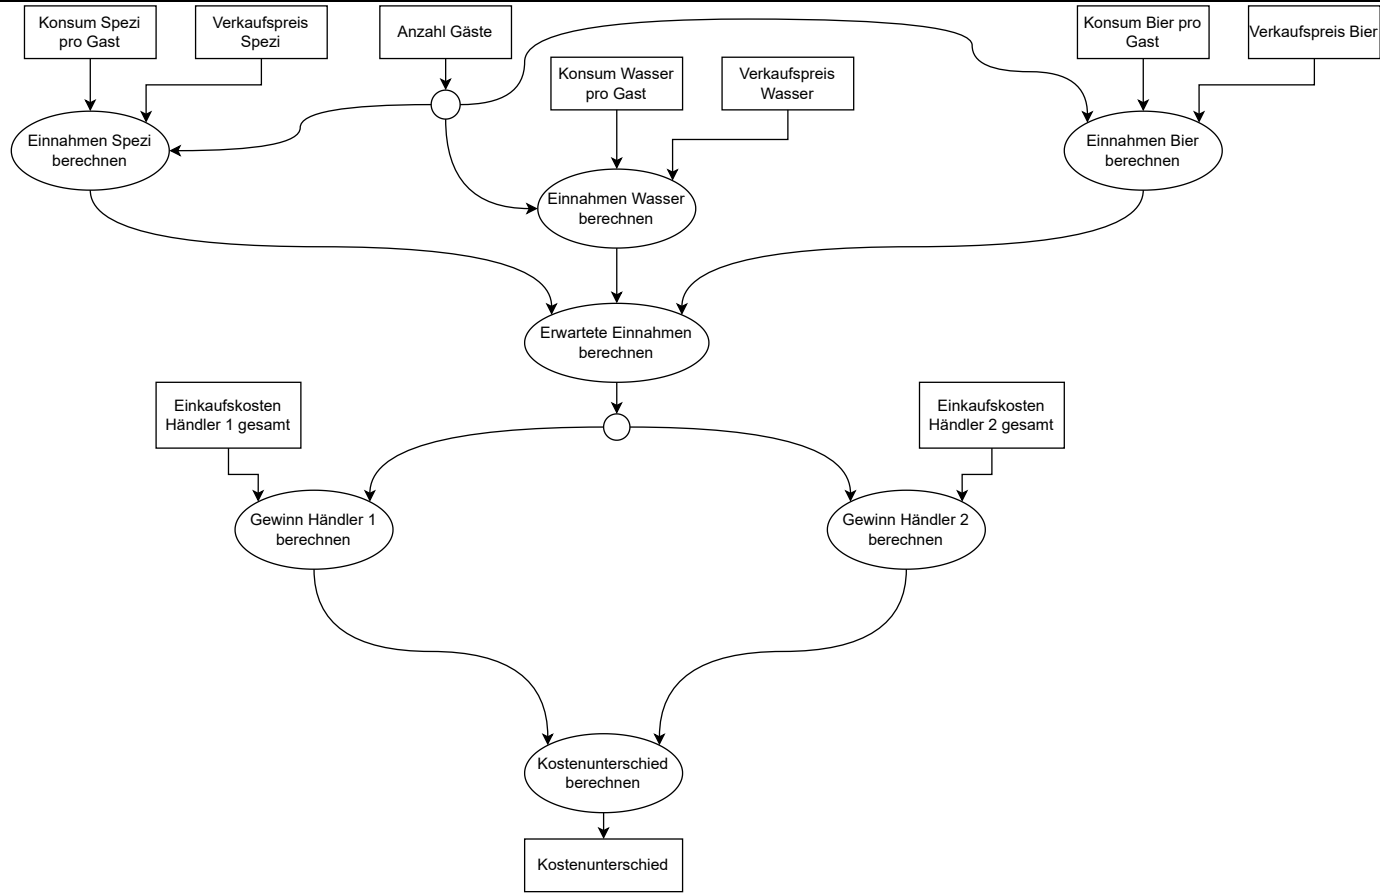 Konsum Spezi
pro Gast
Verkaufspreis
Spezi
Anzahl Gäste
Konsum Bier pro
Gast
Verkaufspreis Bier
Konsum Wasser
pro Gast
Verkaufspreis
Wasser
Einnahmen Spezi
berechnen
Einnahmen Bier
berechnen
Einnahmen Wasser
berechnen
Erwartete Einnahmen
berechnen
Einkaufskosten
Händler 1 gesamt
Einkaufskosten
Händler 2 gesamt
Gewinn Händler 1
berechnen
Gewinn Händler 2
berechnen
Kostenunterschied
berechnen
Kostenunterschied